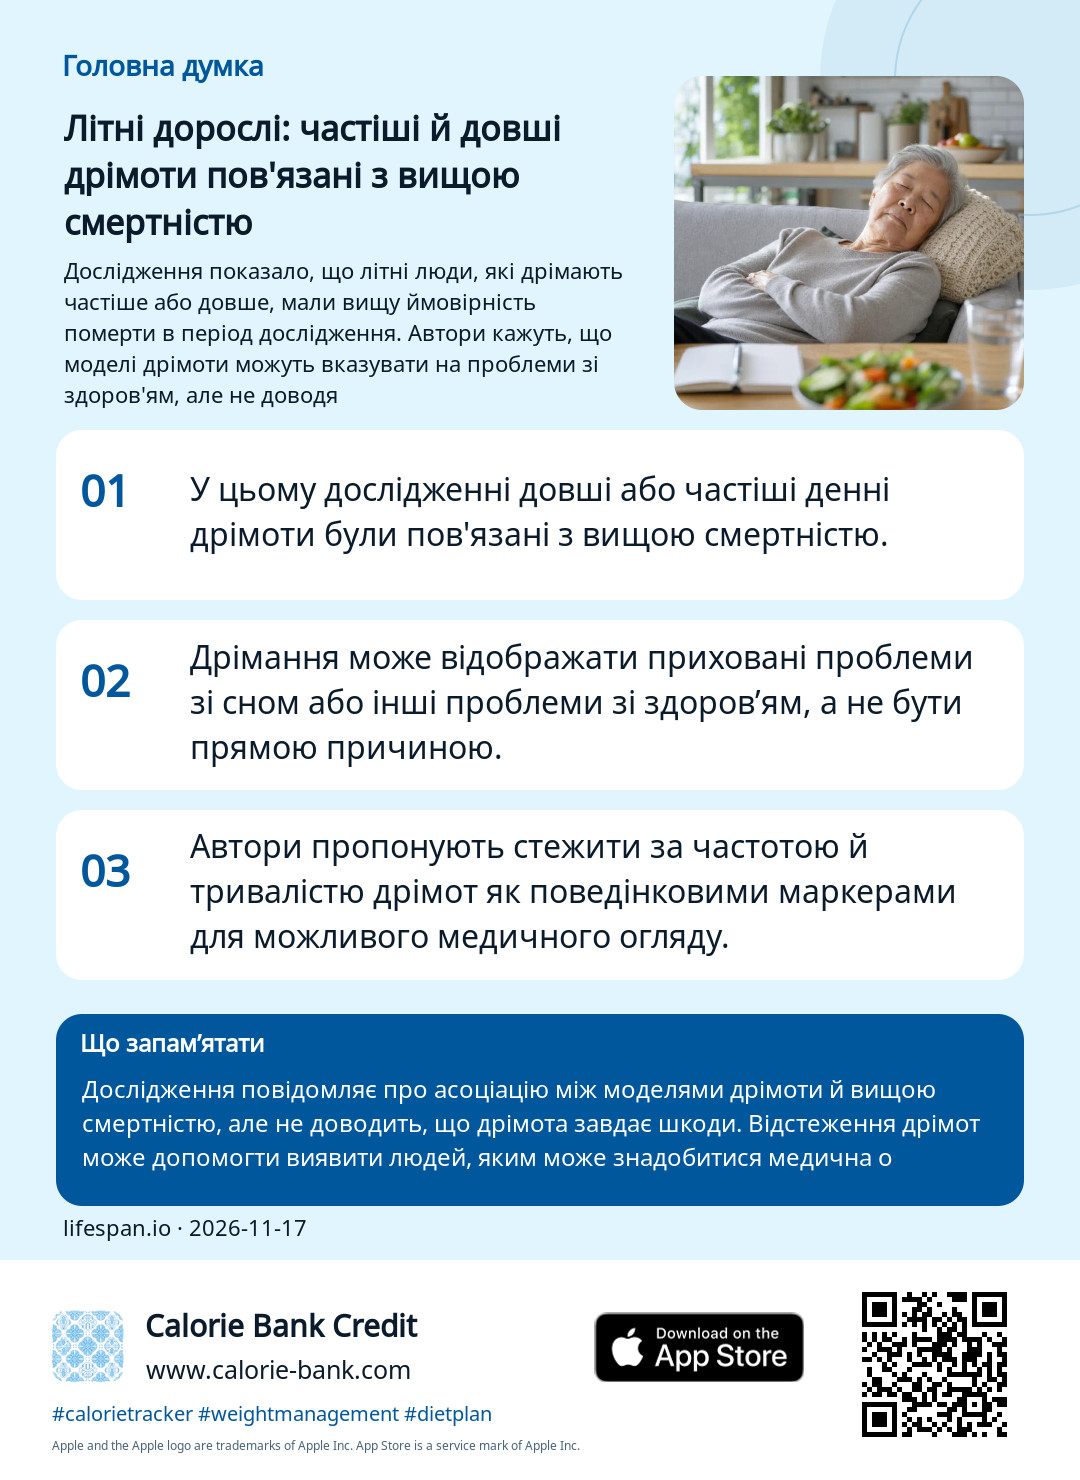 Головна думка
Літні дорослі: частіші й довші
дрімоти пов'язані з вищою
смертністю
Дослідження показало, що літні люди, які дрімають
частіше або довше, мали вищу ймовірність
померти в період дослідження. Автори кажуть, що
моделі дрімоти можуть вказувати на проблеми зі
здоров'ям, але не доводя
01
У цьому дослідженні довші або частіші денні
дрімоти були пов'язані з вищою смертністю.
02
Дрімання може відображати приховані проблеми
зі сном або інші проблеми зі здоров’ям, а не бути
прямою причиною.
03
Автори пропонують стежити за частотою й
тривалістю дрімот як поведінковими маркерами
для можливого медичного огляду.
Що запам’ятати
Дослідження повідомляє про асоціацію між моделями дрімоти й вищою
смертністю, але не доводить, що дрімота завдає шкоди. Відстеження дрімот
може допомогти виявити людей, яким може знадобитися медична о
lifespan.io · 2026-11-17
Calorie Bank Credit
www.calorie-bank.com
Download on the
App Store
#calorietracker #weightmanagement #dietplan
Apple and the Apple logo are trademarks of Apple Inc. App Store is a service mark of Apple Inc.